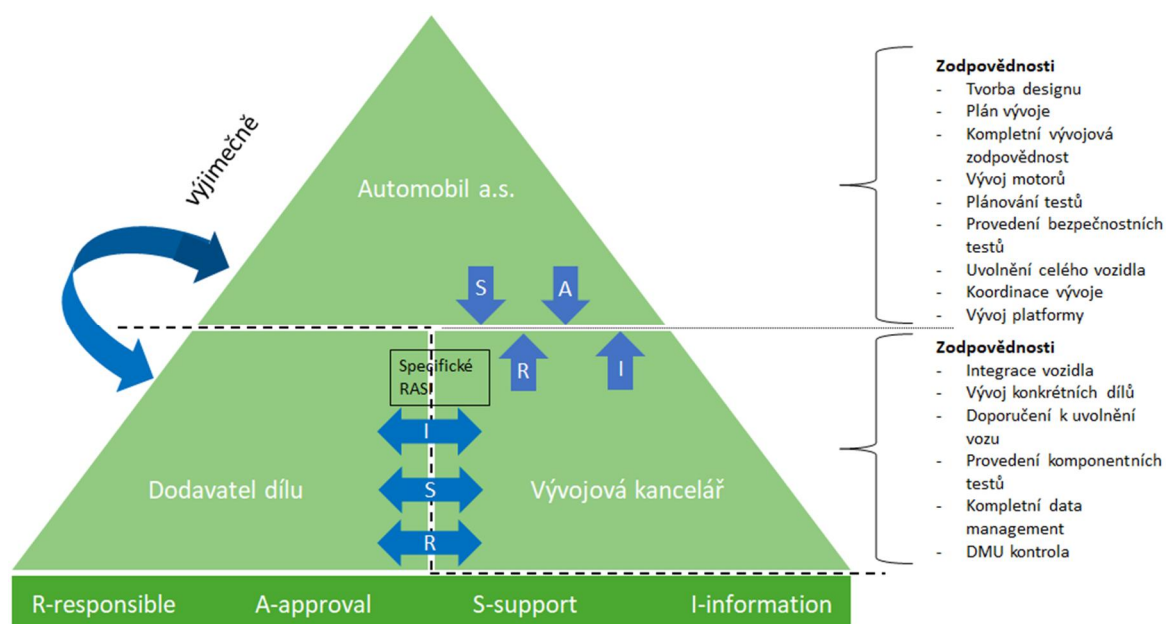 výjimečně
Automobil a.s.
S
A
R
I
Specifické
RASI
I
S
R
Dodavatel dílu
Vývojová kancelář
R-responsible
A-approval
S-support
I-information
Zodpovědnosti
- Tvorba designu
- Plán vývoje
- Kompletní vývojová
zodpovědnost
- Vývoj motorů
- Plánování testů
- Provedení bezpečnostních
testů
- Uvolnění celého vozidla
- Koordinace vývoje
- Vývoj platformy
Zodpovědnosti
- Integrace vozidla
- Vývoj konkrétních dílů
- Doporučení k uvolnění
vozu
- Provedení komponentních
testů
- Kompletní data
management
- DMU kontrola